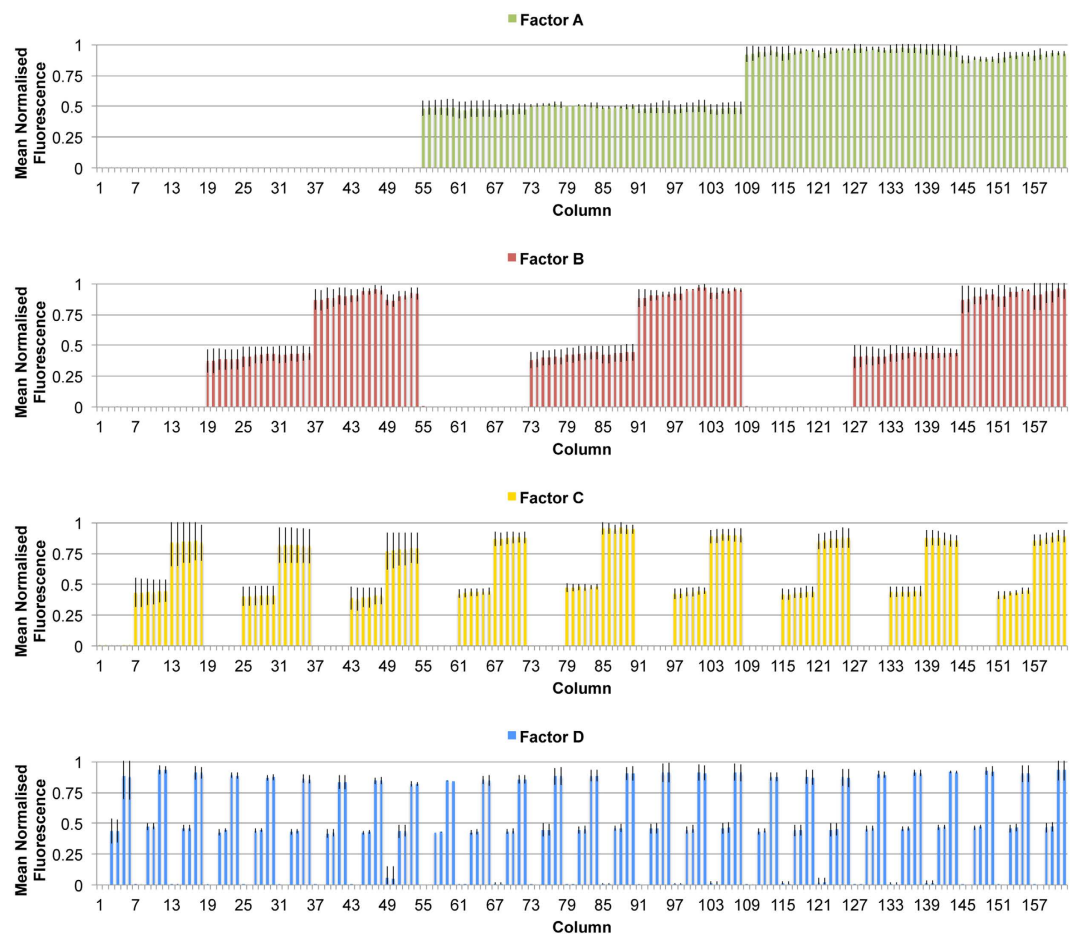 Factor A
Mean Normalised
Fluorescence
1
0.75
0.5
0.25
0
1 7 13 19 25 31 37 43 49 55 61 67 73 79 85 91 97 103 109 115 121 127 133 139 145 151 157
Column
Factor B
Mean Normalised
Fluorescence
1
0.75
0.5
0.25
0
1 7 13 19 25 31 37 43 49 55 61 67 73 79 85 91 97 103 109 115 121 127 133 139 145 151 157
Column
Factor C
Mean Normalised
Fluorescence
1
0.75
0.5
0.25
0
1 7 13 19 25 31 37 43 49 55 61 67 73 79 85 91 97 103 109 115 121 127 133 139 145 151 157
Column
Factor D
Mean Normalised
Fluorescence
1
0.75
0.5
0.25
0
1 7 13 19 25 31 37 43 49 55 61 67 73 79 85 91 97 103 109 115 121 127 133 139 145 151 157
Column